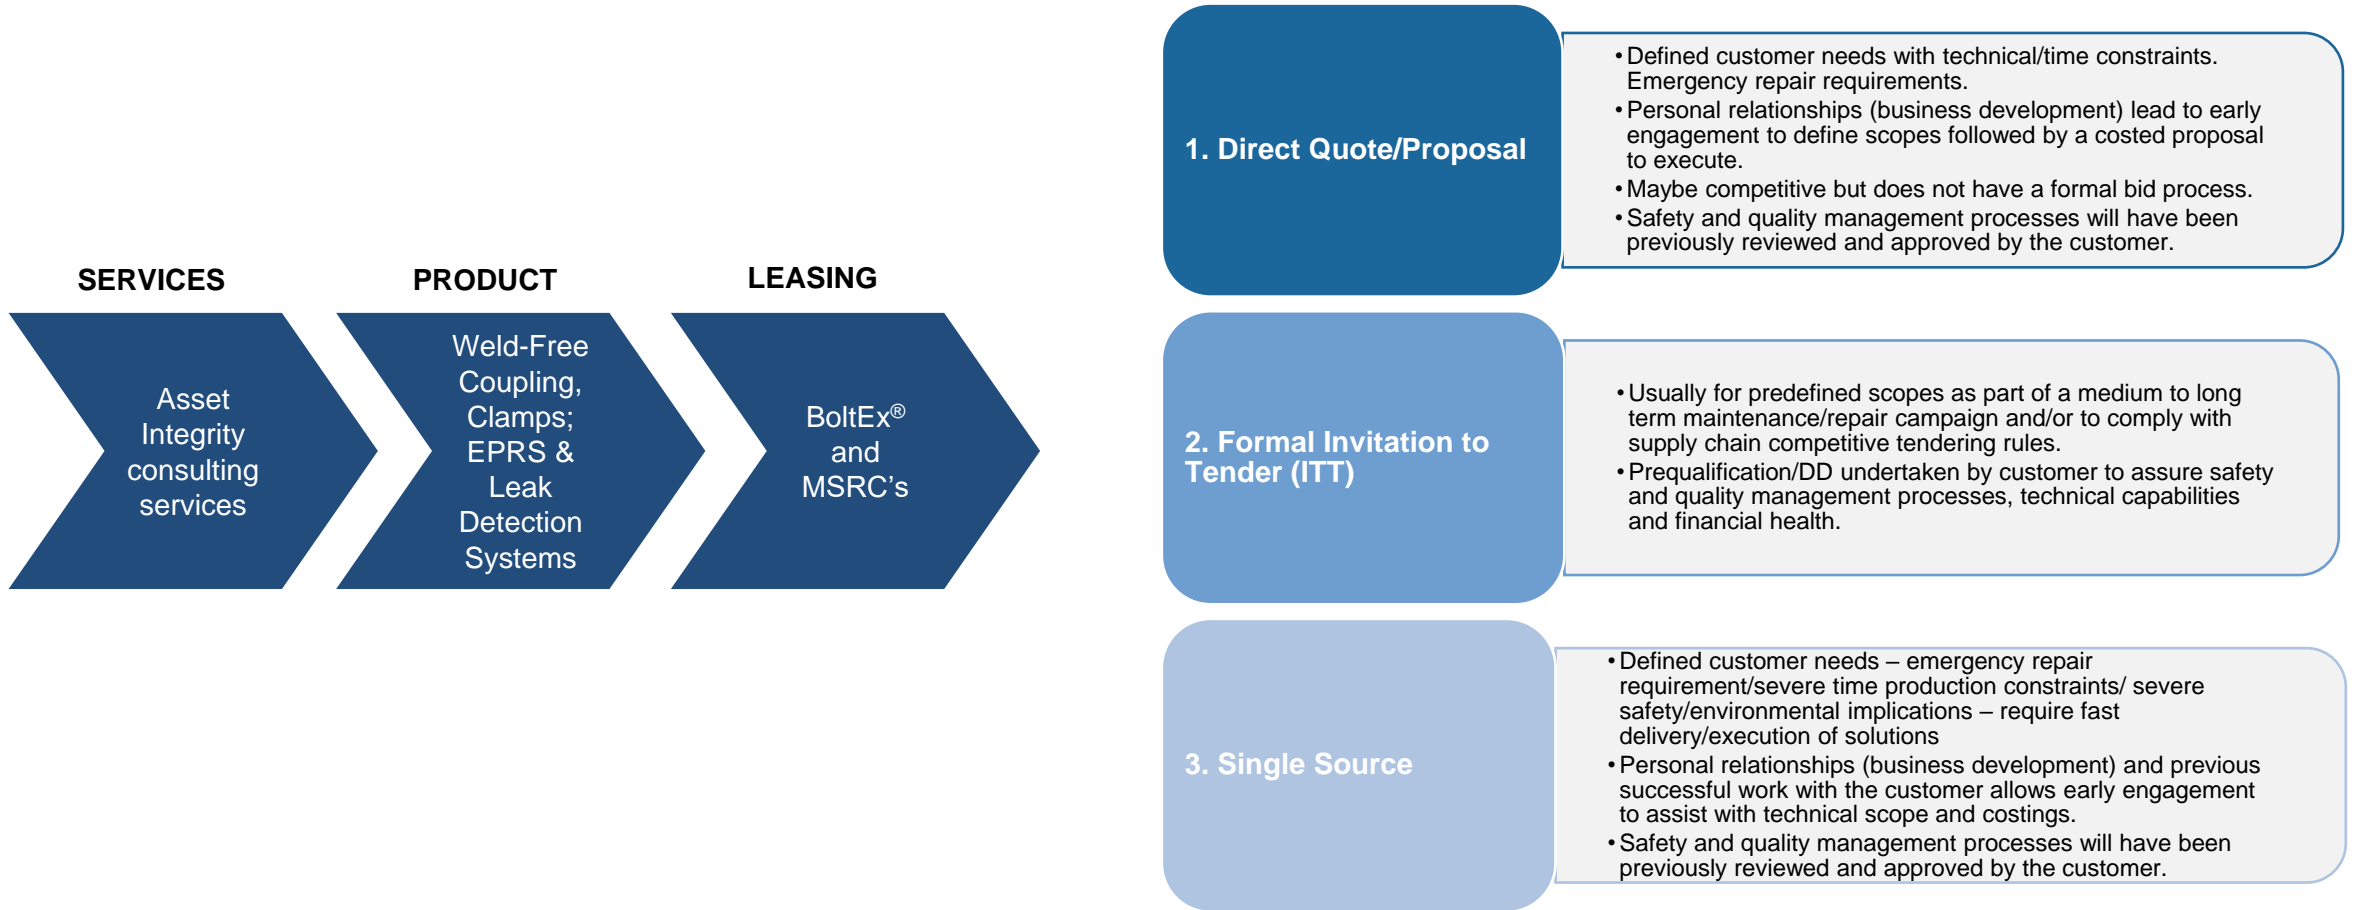 SERVICES
Asset
Integrity
consulting
services
PRODUCT
Weld-Free
Coupling,
Clamps;
EPRS &
Leak
Detection
Systems
LEASING
BoltEx®
and
MSRC’s
1. Direct Quote/Proposal
•Defined customer needs with technical/time constraints.
Emergency repair requirements.
•Personal relationships (business development) lead to early
engagement to define scopes followed by a costed proposal
to execute.
•Maybe competitive but does not have a formal bid process.
•Safety and quality management processes will have been
previously reviewed and approved by the customer.
2. Formal Invitation to
Tender (ITT)
•Usually for predefined scopes as part of a medium to long
term maintenance/repair campaign and/or to comply with
supply chain competitive tendering rules.
•Prequalification/DD undertaken by customer to assure safety
and quality management processes, technical capabilities
and financial health.
3. Single Source
•Defined customer needs – emergency repair
requirement/severe time production constraints/ severe
safety/environmental implications – require fast
delivery/execution of solutions
•Personal relationships (business development) and previous
successful work with the customer allows early engagement
to assist with technical scope and costings.
•Safety and quality management processes will have been
previously reviewed and approved by the customer.